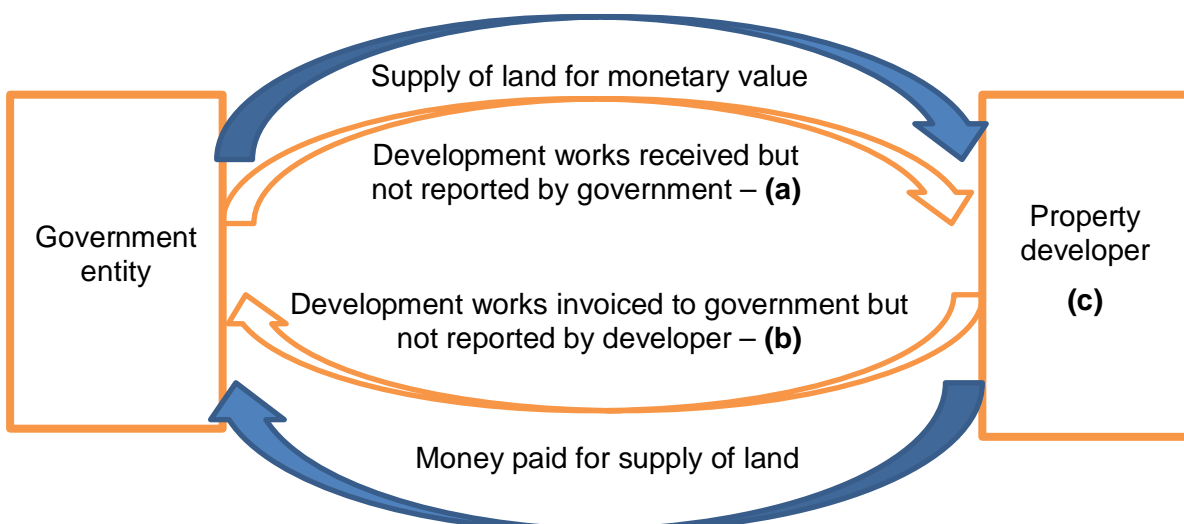 Supply of land for monetary value
Development works received but
not reported by government – (a)
Government
entity
Property
developer
(c)
Development works invoiced to government but
not reported by developer – (b)
Money paid for supply of land